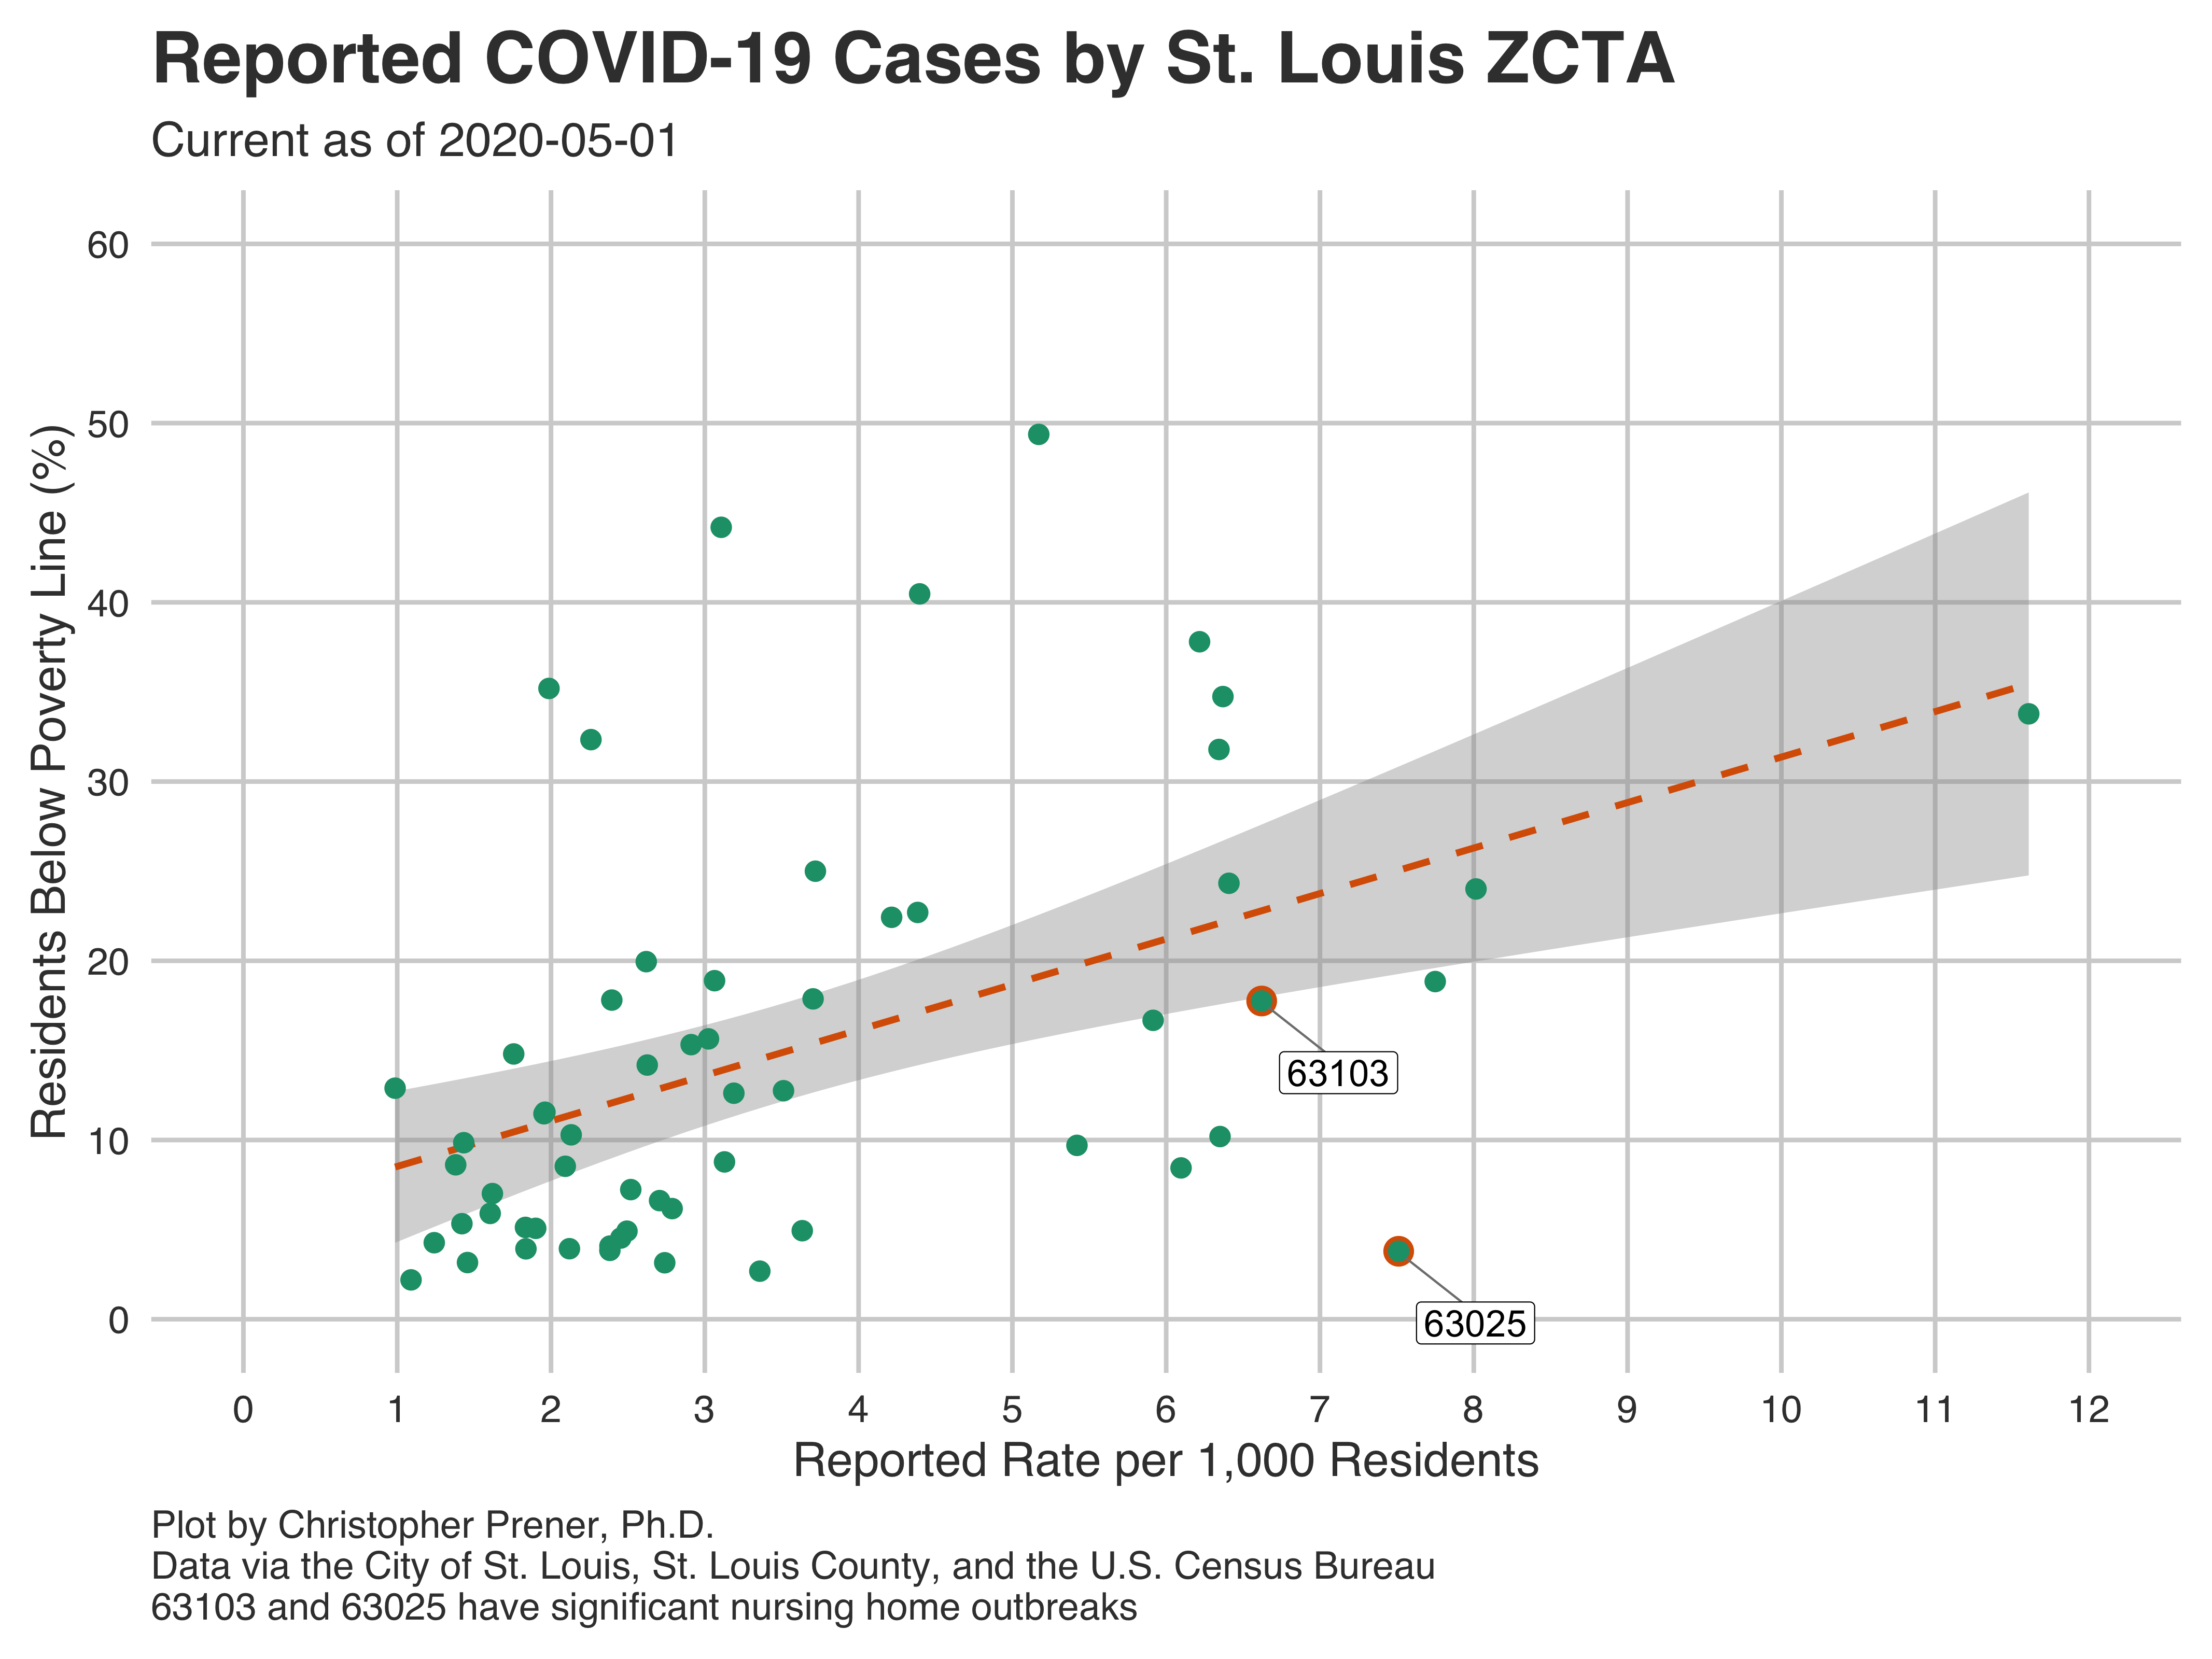 Reported COVID-19 Cases by St. Louis ZCTA
Current as of 2020-05-01
Residents Below Poverty Line (%)
60
50
40
30
20
10
0
63103
63025
0 1 2 3 4 5 6 7 8 9 10 11 12
Reported Rate per 1,000 Residents
Plot by Christopher Prener, Ph.D.
Data via the City of St. Louis, St. Louis County, and the U.S. Census Bureau
63103 and 63025 have significant nursing home outbreaks